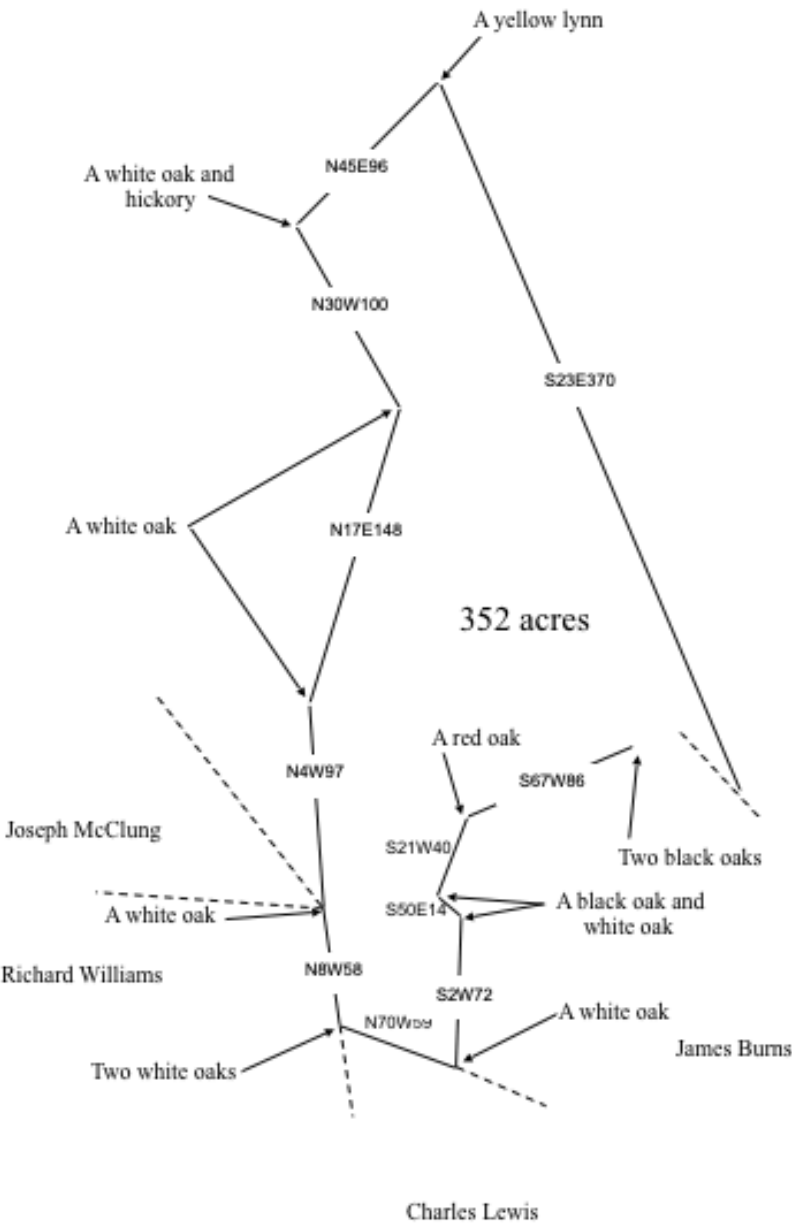 A yellow lynn
N45E96
A white oak and
hickory
N30W100
S23E370
A white oak
N17E148
352 acres
A red oak
N4W97
S67W86
Joseph McClung
S21W40
Two black oaks
A white oak
S50E14
A black oak and
white oak
Richard Williams
N8W58
S2W72
A white oak
N70W59
James Burns
Two white oaks
Charles Lewis